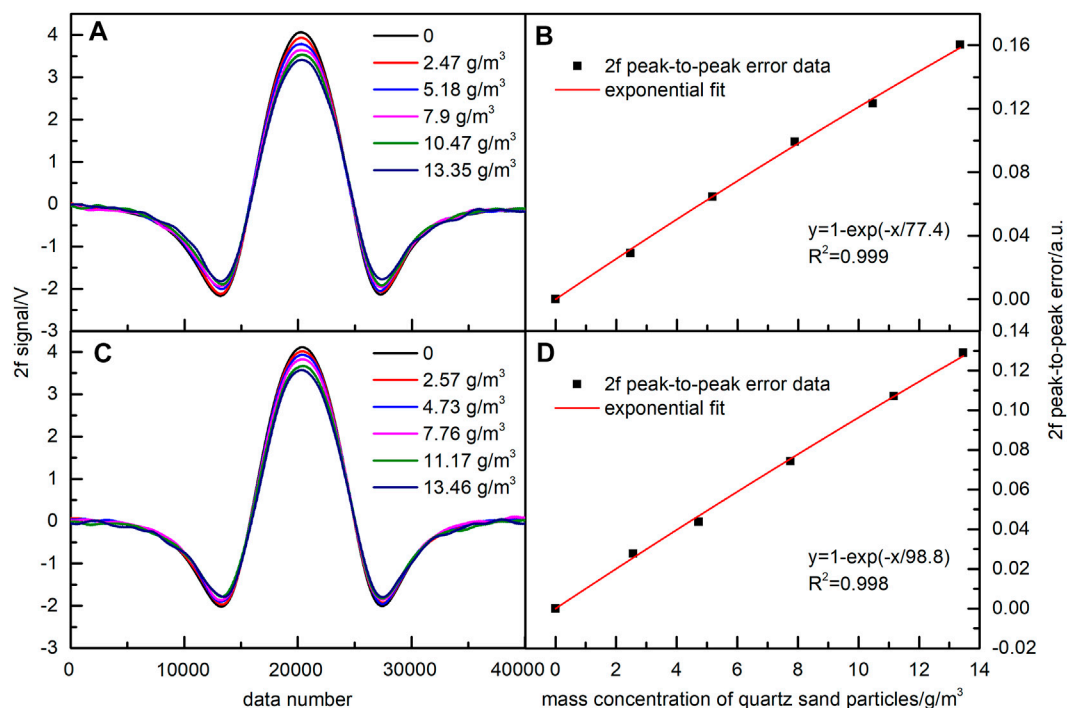 A
4
3
2
1
0
-1
-2
-3
0
2.47 g/m³
5.18 g/m³
7.9 g/m³
10.47 g/m³
13.35 g/m³
B
2f peak-to-peak error data
exponential fit
y=1-exp(-x/77.4)
R²=0.999
0.16
0.12
0.08
0.04
0.00
C
4
3
2
1
0
-1
-2
-3
0
2.57 g/m³
4.73 g/m³
7.76 g/m³
11.17 g/m³
13.46 g/m³
D
2f peak-to-peak error data
exponential fit
y=1-exp(-x/98.8)
R²=0.998
0.14
0.12
0.10
0.08
0.06
0.04
0.02
0.00
-0.02
2f signal/V
2f peak-to-peak error/a.u.
0 10000 20000 30000 40000
0 2 4 6 8 10 12 14
data number
mass concentration of quartz sand particles/g/m³